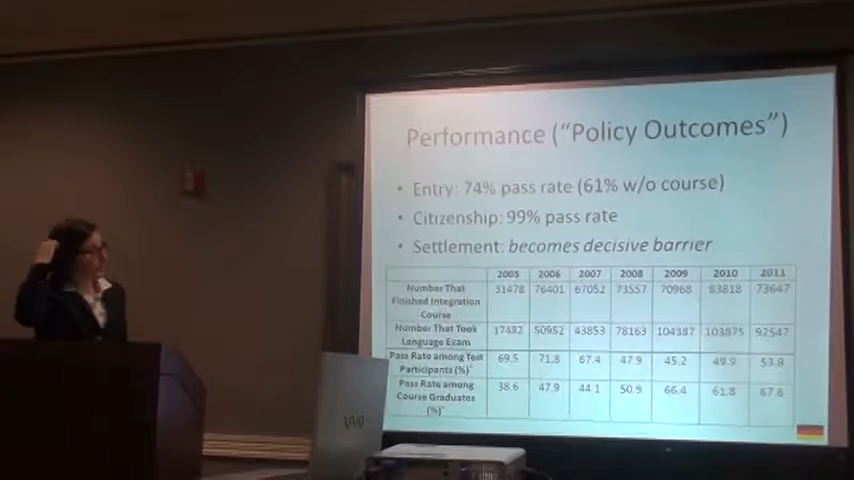 Performance ("Policy Outcomes")
• Entry: 74% pass rate (61% w/o course)
• Citizenship: 99% pass rate
• Settlement: becomes decisive barrier
2005 2006 2007 2008 2009 2010 2011
Number That Finished Integration Course 31478 76401 67052 73557 70968 83818 73647
Number That Took Language Exam 17482 50952 43853 78163 104387 103875 92547
Pass Rate among Test Participants (%)* 69.5 71.8 67.4 47.9 45.2 49.9 53.8
Pass Rate among Course Graduates (%)* 38.6 47.9 44.1 50.9 66.4 61.8 67.6